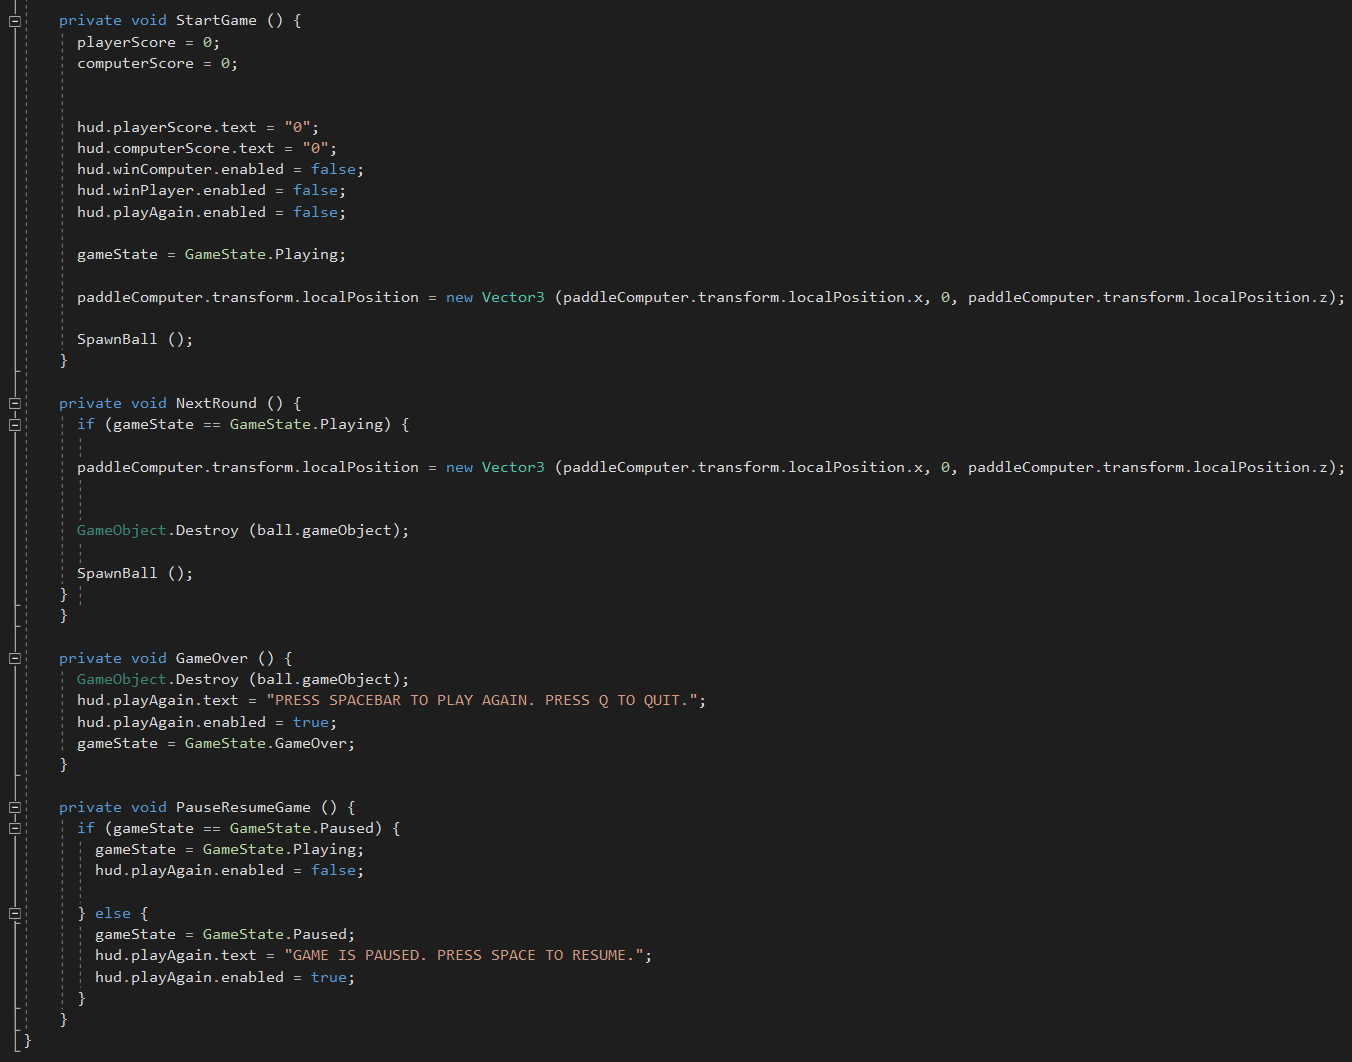 private void StartGame () {
playerScore = 0;
computerScore = 0;
hud.playerScore.text = "0";
hud.computerScore.text = "0";
hud.winComputer.enabled = false;
hud.winPlayer.enabled = false;
hud.playAgain.enabled = false;
gameState = GameState.Playing;
paddleComputer.transform.localPosition = new Vector3 (paddleComputer.transform.localPosition.x, 0, paddleComputer.transform.localPosition.z);
SpawnBall ();
}
private void NextRound () {
if (gameState == GameState.Playing) {
paddleComputer.transform.localPosition = new Vector3 (paddleComputer.transform.localPosition.x, 0, paddleComputer.transform.localPosition.z);
GameObject.Destroy (ball.gameObject);
SpawnBall ();
}
}
private void GameOver () {
GameObject.Destroy (ball.gameObject);
hud.playAgain.text = "PRESS SPACEBAR TO PLAY AGAIN. PRESS Q TO QUIT.";
hud.playAgain.enabled = true;
gameState = GameState.GameOver;
}
private void PauseResumeGame () {
if (gameState == GameState.Paused) {
gameState = GameState.Playing;
hud.playAgain.enabled = false;
} else {
gameState = GameState.Paused;
hud.playAgain.text = "GAME IS PAUSED. PRESS SPACE TO RESUME.";
hud.playAgain.enabled = true;
}
}
}